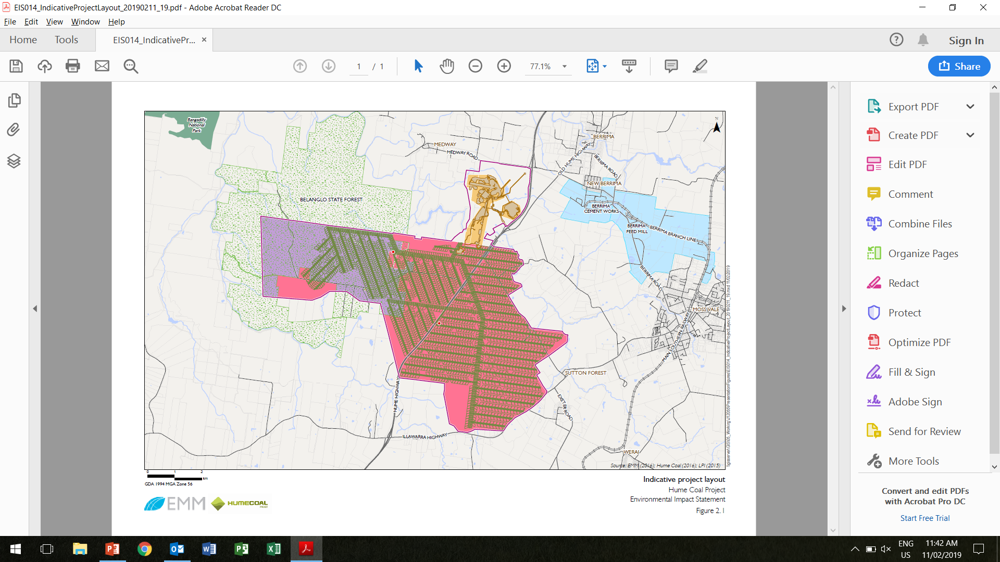 EIS014_IndicativeProjectLayout_20190211_19.pdf - Adobe Acrobat Reader DC
File Edit View Window Help
Home Tools EIS014_IndicativePr... ×
Sign In
1 / 1
77.1%
Share
Export PDF
Create PDF
Edit PDF
Comment
Combine Files
Organize Pages
Redact
Protect
Optimize PDF
Fill & Sign
Adobe Sign
Send for Review
More Tools
Convert and edit PDFs
with Acrobat Pro DC
Start Free Trial
Bangadilly
National
Park
N
MEDWAY
MEDWAY ROAD
BERRIMA
OLD HUME HIGHWAY
BERRIMA ROAD
NEW BERRIMA
BELANGLO STATE FOREST
BERRIMA
CEMENT WORKS
BERRIMA
FEED MILL
BERRIMA BRANCH LINE
BERRIMA ROAD
MOSS VALE
MAIN SOUTHERN RAILWAY
SUTTON FOREST
HUME HIGHWAY
EXETER ROAD
ILLAWARRA HIGHWAY
WERAI
Source: EMM (2016); Hume Coal (2016); LPI (2015)
0 1 2
km
GDA 1994 MGA Zone 56
EMM
HUMECOAL
PROJECT
Indicative project layout
Hume Coal Project
Environmental Impact Statement
Figure 2.1
ENG
US
11:42 AM
11/02/2019